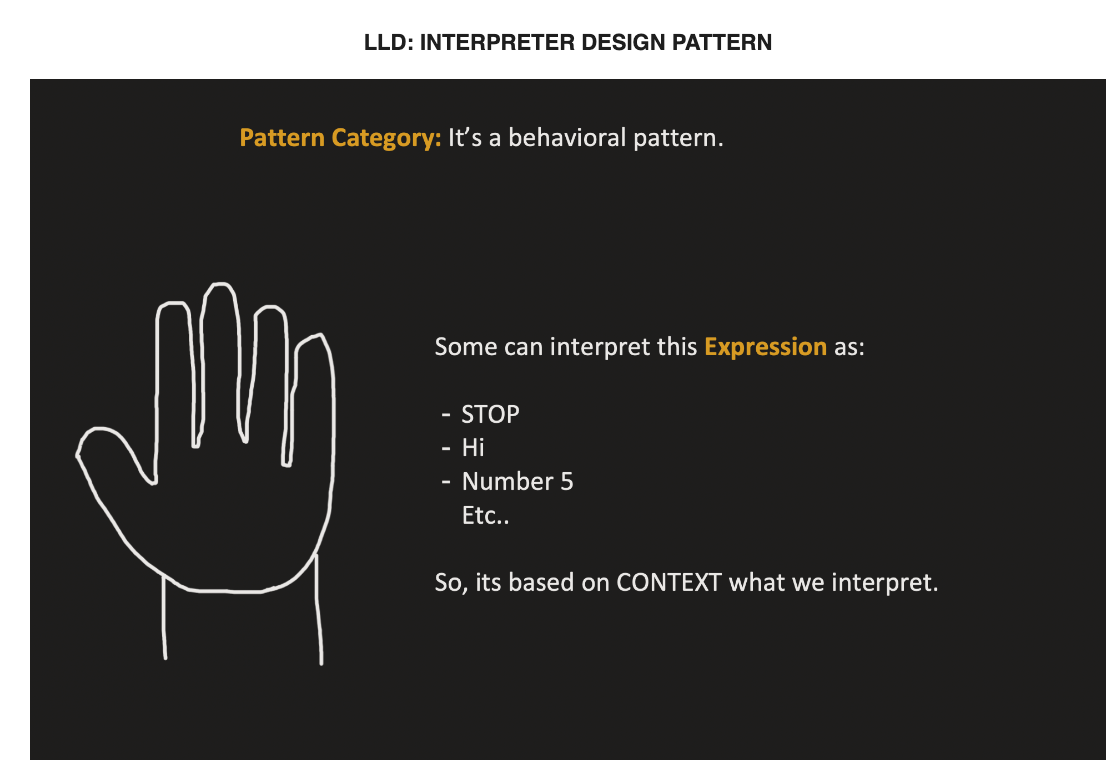 LLD: INTERPRETER DESIGN PATTERN
Pattern Category: It’s a behavioral pattern.
Some can interpret this Expression as:
- STOP
- Hi
- Number 5
Etc..
So, its based on CONTEXT what we interpret.